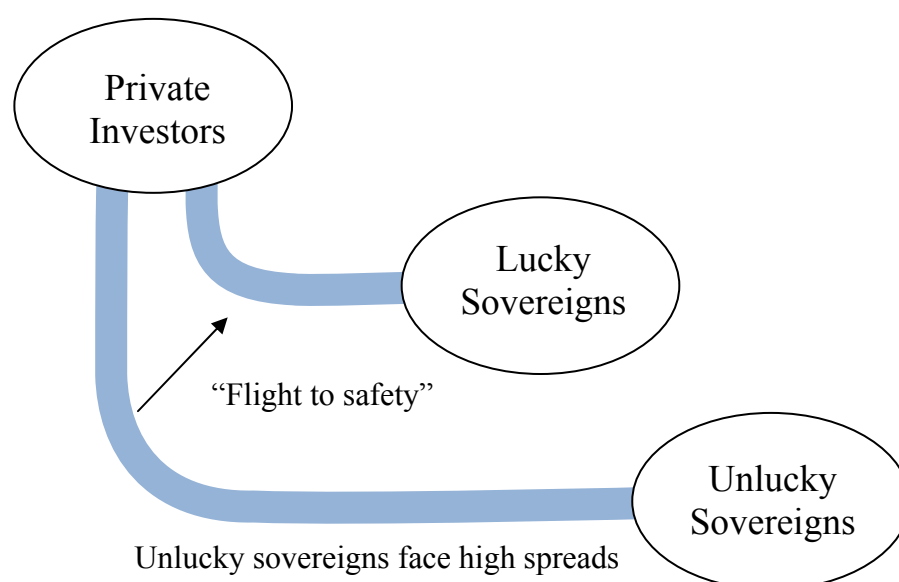 Private
Investors
Lucky
Sovereigns
“Flight to safety”
Unlucky
Sovereigns
Unlucky sovereigns face high spreads